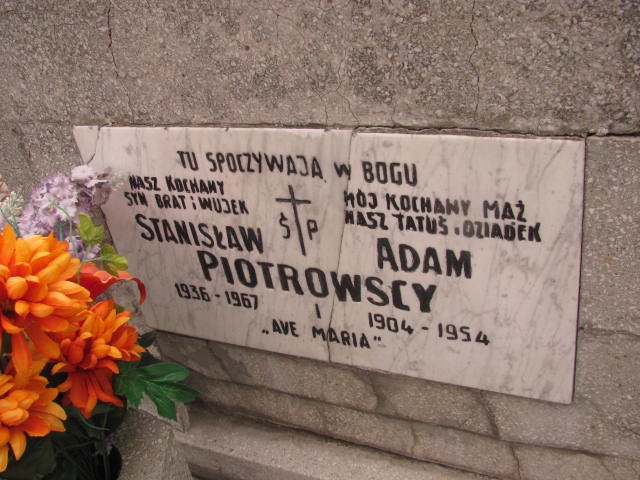 TU SPOCZYWAJĄ W BOGU
NASZ KOCHANY
SYN BRAT i WUJEK
STANISŁAW
1936 - 1967
Ś P
MÓJ KOCHANY MĄŻ
NASZ TATUŚ i DZIADEK
ADAM
PIOTROWSCY
I
1904 - 1954
„AVE MARIA"